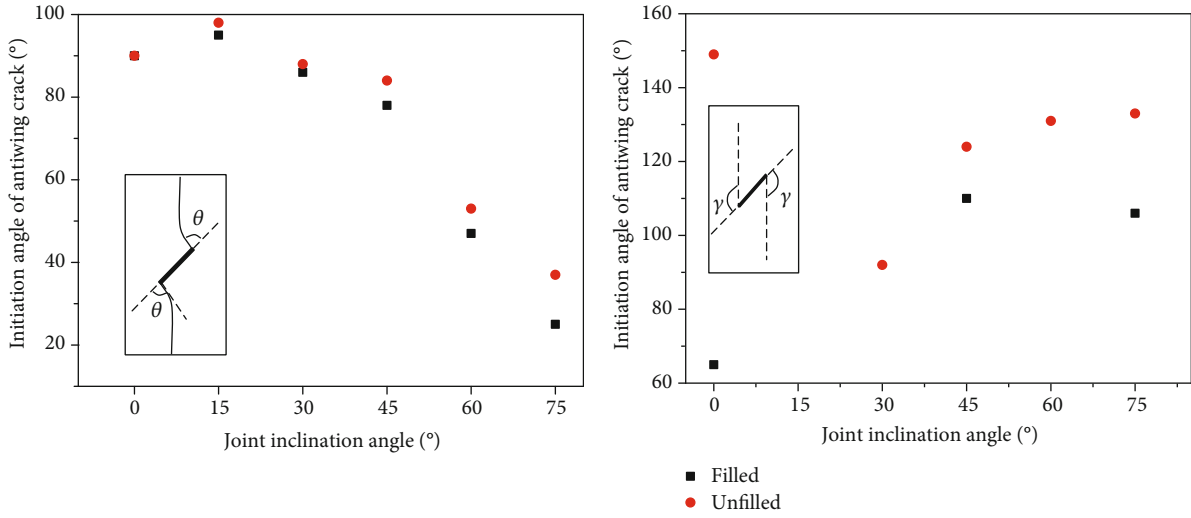 Initiation angle of antiwing crack (°)
100
80
60
40
20
θ
θ
0 15 30 45 60 75
Joint inclination angle (°)
Initiation angle of antiwing crack (°)
160
140
120
100
80
60
γ
γ
0 15 30 45 60 75
Joint inclination angle (°)
Filled
Unfilled